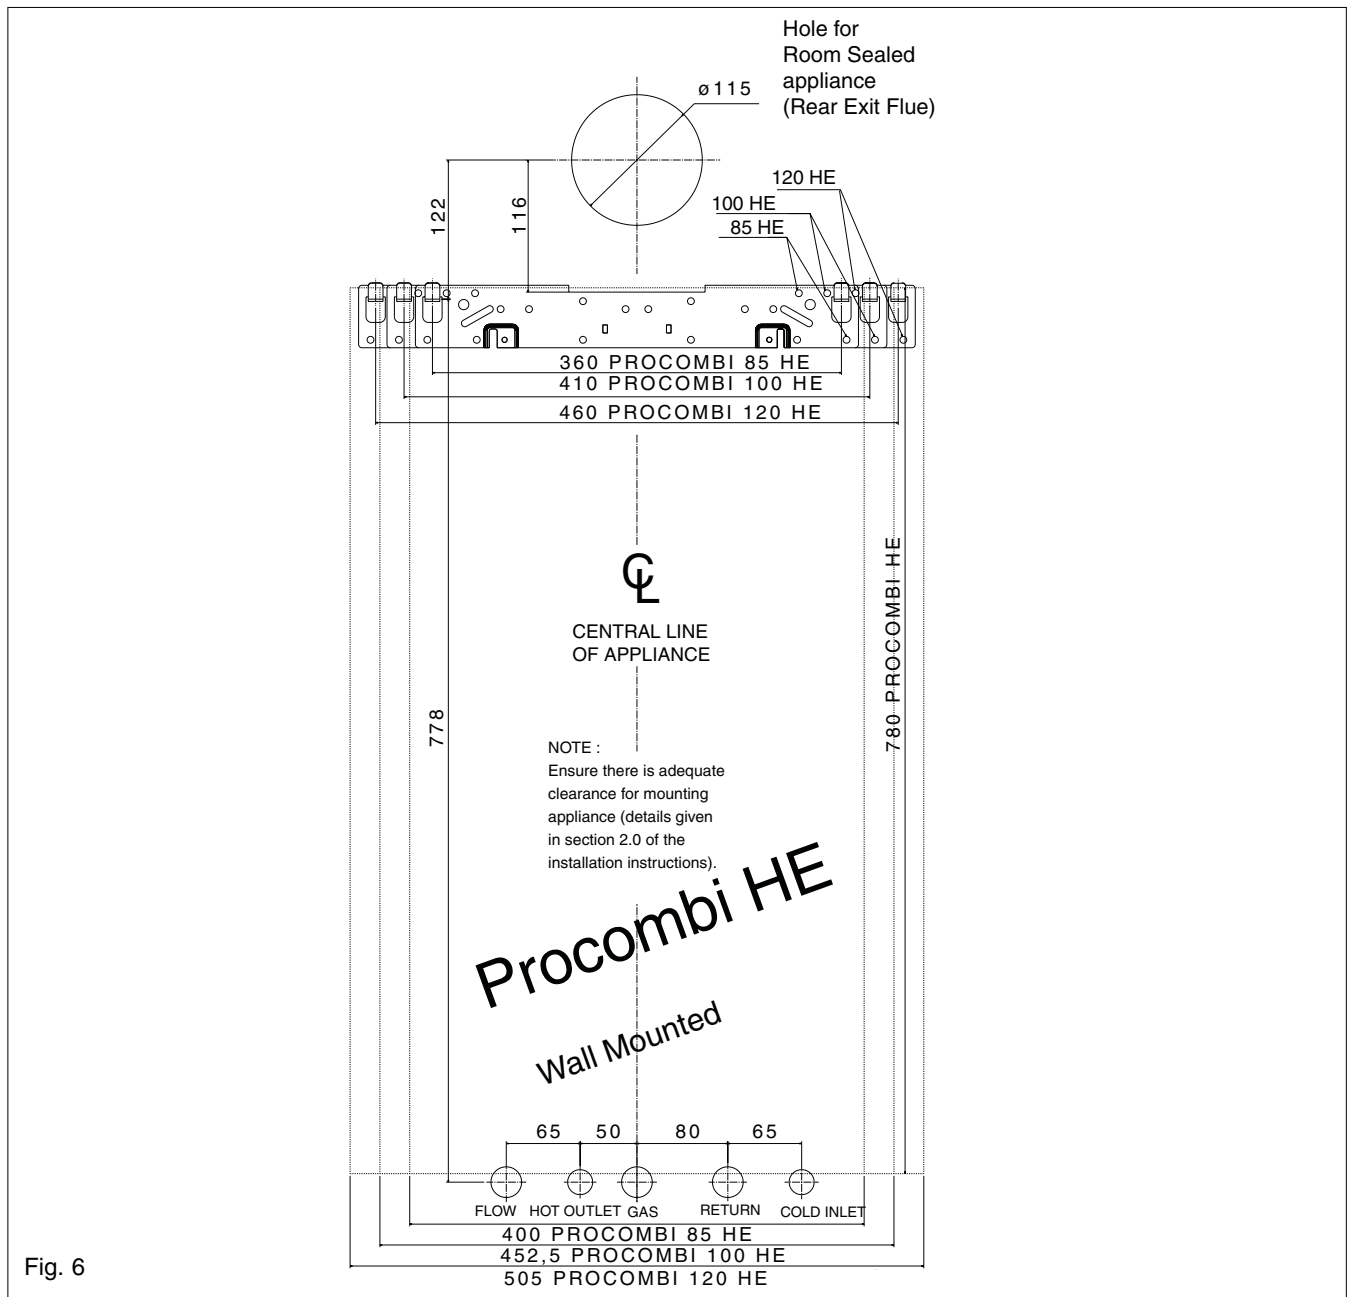 Hole for
Room Sealed
appliance
(Rear Exit Flue)
ø115
122
116
120 HE
100 HE
85 HE
360 PROCOMBI 85 HE
410 PROCOMBI 100 HE
460 PROCOMBI 120 HE
℄
CENTRAL LINE
OF APPLIANCE
778
780 PROCOMBI HE
NOTE :
Ensure there is adequate
clearance for mounting
appliance (details given
in section 2.0 of the
installation instructions).
Procombi HE
Wall Mounted
65 50 80 65
FLOW HOT OUTLET GAS RETURN COLD INLET
400 PROCOMBI 85 HE
452,5 PROCOMBI 100 HE
505 PROCOMBI 120 HE
Fig. 6